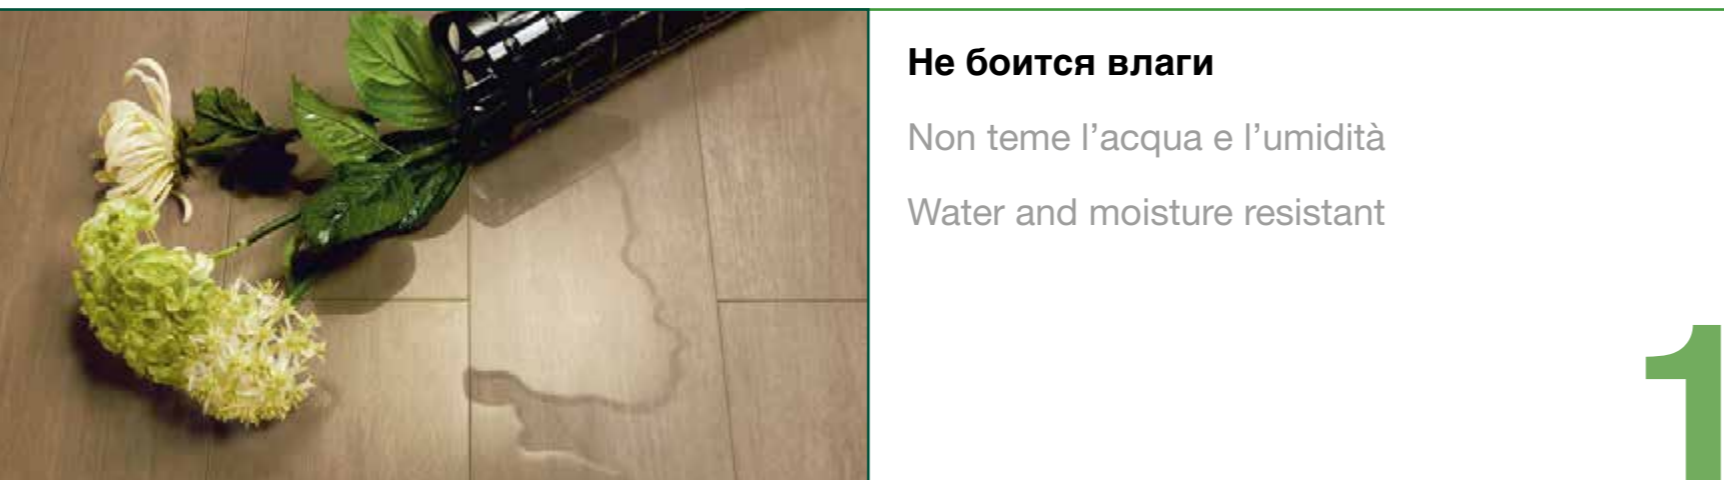 Не боится влаги
Non teme l’acqua e l’umidità
Water and moisture resistant
1